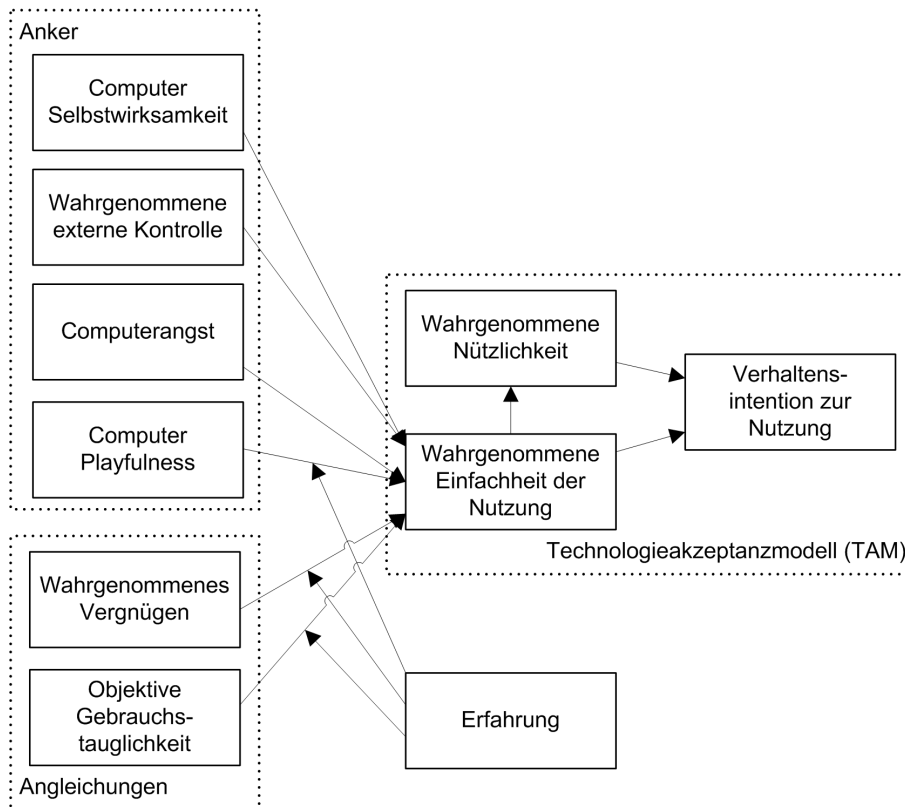 Anker
Computer
Selbstwirksamkeit
Wahrgenommene
externe Kontrolle
Computerangst
Computer
Playfulness
Wahrgenommene
Nützlichkeit
Verhaltens-
intention zur
Nutzung
Wahrgenommene
Einfachheit der
Nutzung
Technologieakzeptanzmodell (TAM)
Wahrgenommenes
Vergnügen
Objektive
Gebrauchs-
tauglichkeit
Angleichungen
Erfahrung